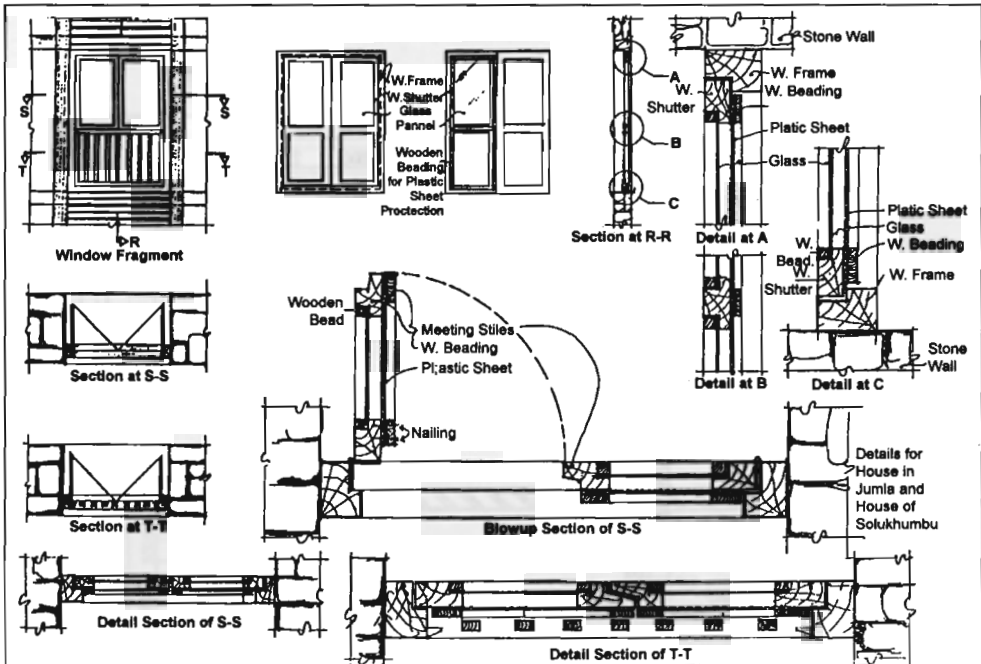 S
S
T
T
R
Window Fragment
W.Frame
W.Shutter
Glass
Pannel
Wooden
Beading
for Plastic
Sheet
Proctection
A
B
C
Section at R-R
Stone Wall
W. Frame
W. Beading
W.
Shutter
Platic Sheet
Glass
Detail at A
Detail at B
Platic Sheet
Glass
W. Beading
W.
Bead.
W.
Shutter
W. Frame
Stone
Wall
Detail at C
Section at S-S
Section at T-T
Wooden
Bead
Meeting Stiles
W. Beading
Pl;astic Sheet
Nailing
Blowup Section of S-S
Details for
House in
Jumla and
House of
Solukhumbu
Detail Section of S-S
Detail Section of T-T